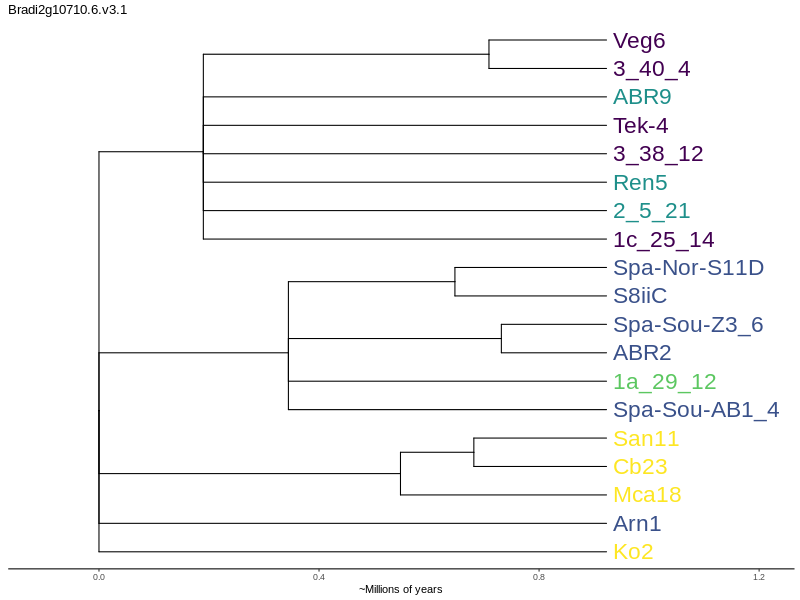 Bradi2g10710.6.v3.1
Veg6
3_40_4
ABR9
Tek-4
3_38_12
Ren5
2_5_21
1c_25_14
Spa-Nor-S11D
S8iiC
Spa-Sou-Z3_6
ABR2
1a_29_12
Spa-Sou-AB1_4
San11
Cb23
Mca18
Arn1
Ko2
0.0 0.4 0.8 1.2
~Millions of years